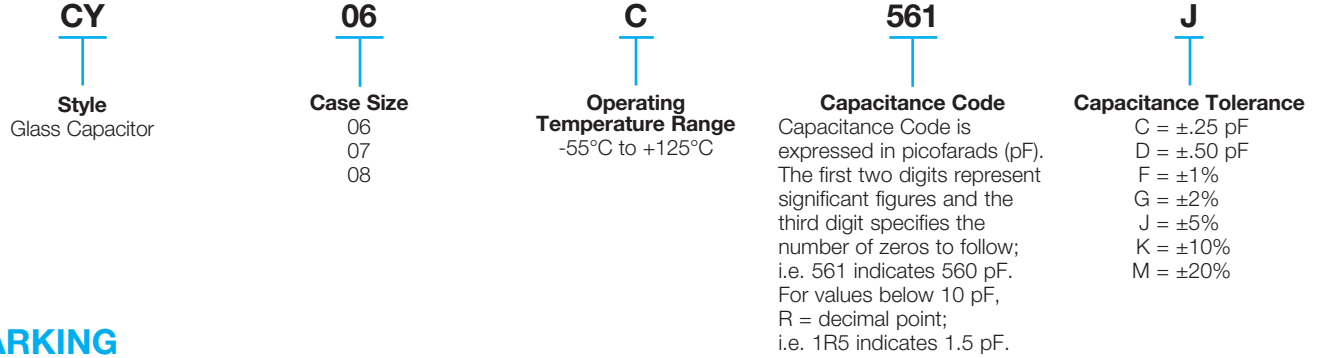 CY
06
C
561
J
Style
Glass Capacitor
Case Size
06
07
08
Operating
Temperature Range
-55°C to +125°C
Capacitance Code
Capacitance Code is
expressed in picofarads (pF).
The first two digits represent
significant figures and the
third digit specifies the
number of zeros to follow;
i.e. 561 indicates 560 pF.
For values below 10 pF,
R = decimal point;
i.e. 1R5 indicates 1.5 pF.
Capacitance Tolerance
C = ±.25 pF
D = ±.50 pF
F = ±1%
G = ±2%
J = ±5%
K = ±10%
M = ±20%
ARKING